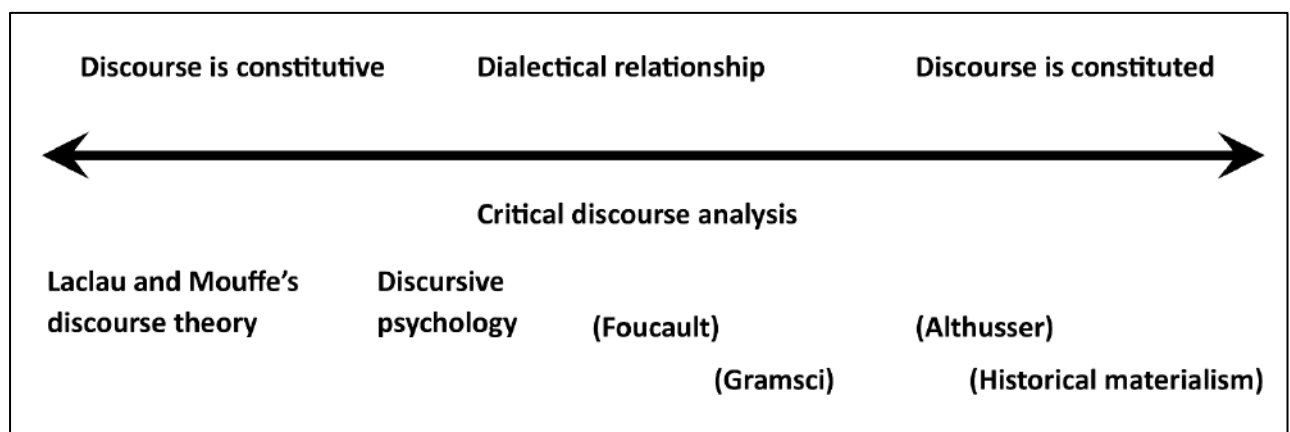 Discourse is constitutive Dialectical relationship Discourse is constituted
Critical discourse analysis
Laclau and Mouffe's
discourse theory
Discursive
psychology
(Foucault)
(Althusser)
(Gramsci)
(Historical materialism)